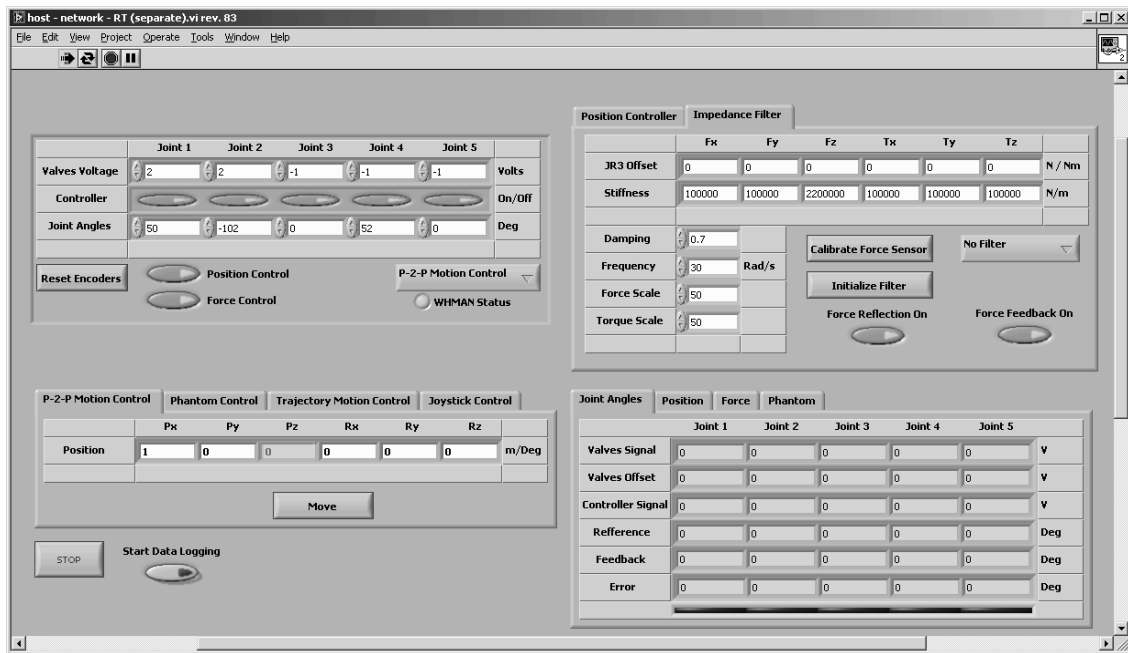 host - network - RT (separate).vi rev. 83
File Edit View Project Operate Tools Window Help
2
Joint 1 Joint 2 Joint 3 Joint 4 Joint 5
Valves Voltage 2 2 -1 -1 -1 Volts
Controller On/Off
Joint Angles 50 -102 0 52 0 Deg
Reset Encoders
Position Control
Force Control
P-2-P Motion Control
WHMAN Status
Position Controller Impedance Filter
Fx Fy Fz Tx Ty Tz
JR3 Offset 0 0 0 0 0 0 N / Nm
Stiffness 100000 100000 2200000 100000 100000 100000 N/m
Damping 0.7
Frequency 30 Rad/s
Force Scale 50
Torque Scale 50
Calibrate Force Sensor
No Filter
Initialize Filter
Force Reflection On
Force Feedback On
P-2-P Motion Control Phantom Control Trajectory Motion Control Joystick Control
Px Py Pz Rx Ry Rz
Position 1 0 0 0 0 0 m/Deg
Move
STOP
Start Data Logging
Joint Angles Position Force Phantom
Joint 1 Joint 2 Joint 3 Joint 4 Joint 5
Valves Signal 0 0 0 0 0 V
Valves Offset 0 0 0 0 0 V
Controller Signal 0 0 0 0 0 V
Refference 0 0 0 0 0 Deg
Feedback 0 0 0 0 0 Deg
Error 0 0 0 0 0 Deg